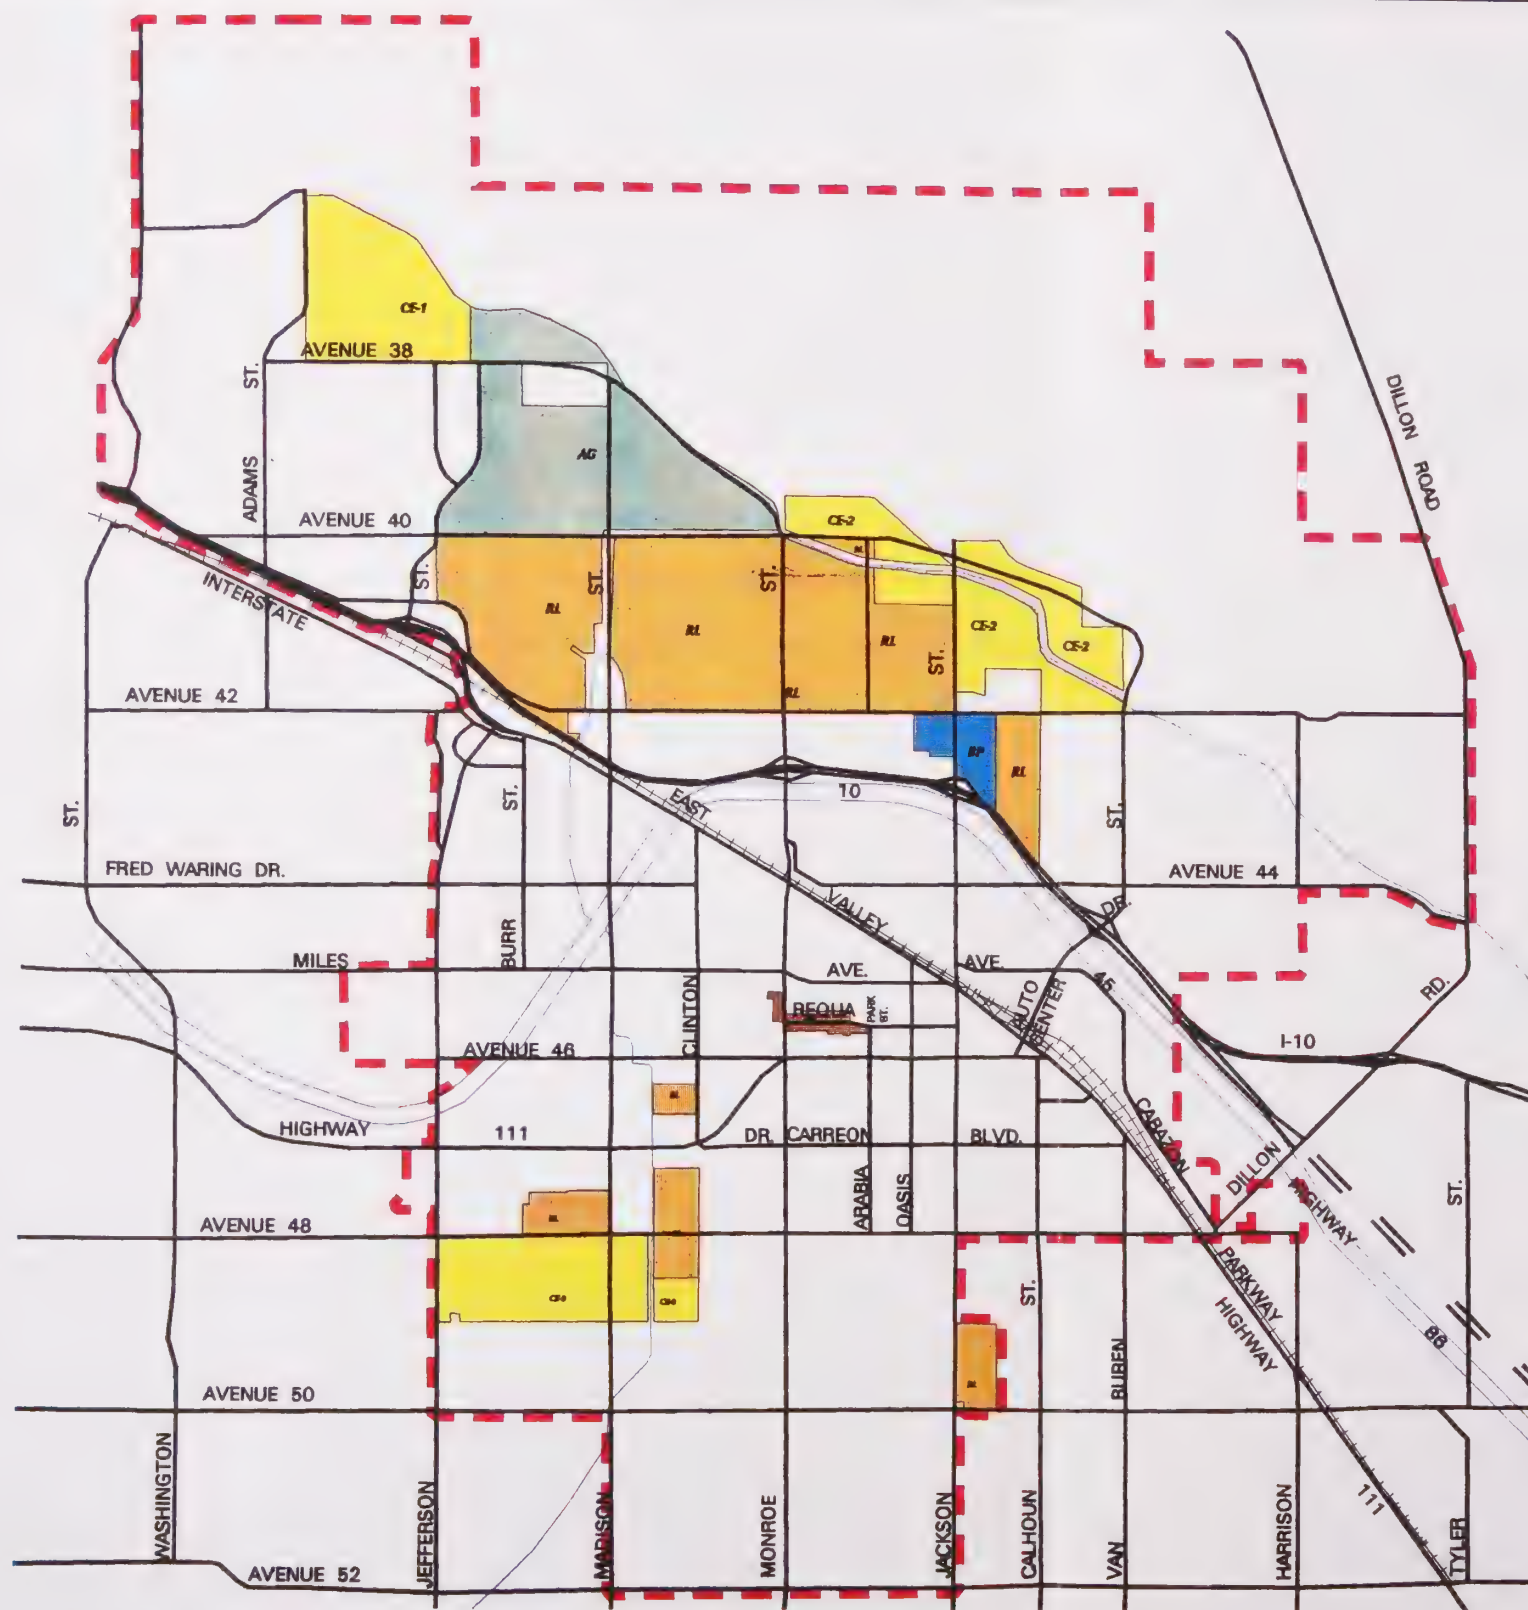 CE-1
AVENUE 38
ST.
DILLON ROAD
ADAMS
AG
AVENUE 40
CE-2
INTERSTATE
ST.
ST.
ST.
RL
RL
RL
CE-2
CE-2
ST.
AVENUE 42
RL
BP
RL
10
EAST
ST.
ST.
ST.
FRED WARING DR.
AVENUE 44
VALLEY
DR.
BURR
MILES
AVE.
AVE.
45
AUTO
CENTER
RD.
CLINTON
REQUA
PARK
ST.
I-10
AVENUE 46
HIGHWAY
111
DR. CARREON
BLVD.
CABAZON
DILLON
HIGHWAY
ARABIA
OASIS
ST.
AVENUE 48
PARKWAY
HIGHWAY
ST.
86
BUREN
AVENUE 50
WASHINGTON
JEFFERSON
MADISON
MONROE
JACKSON
CALHOUN
VAN
HARRISON
111
TYLER
AVENUE 52